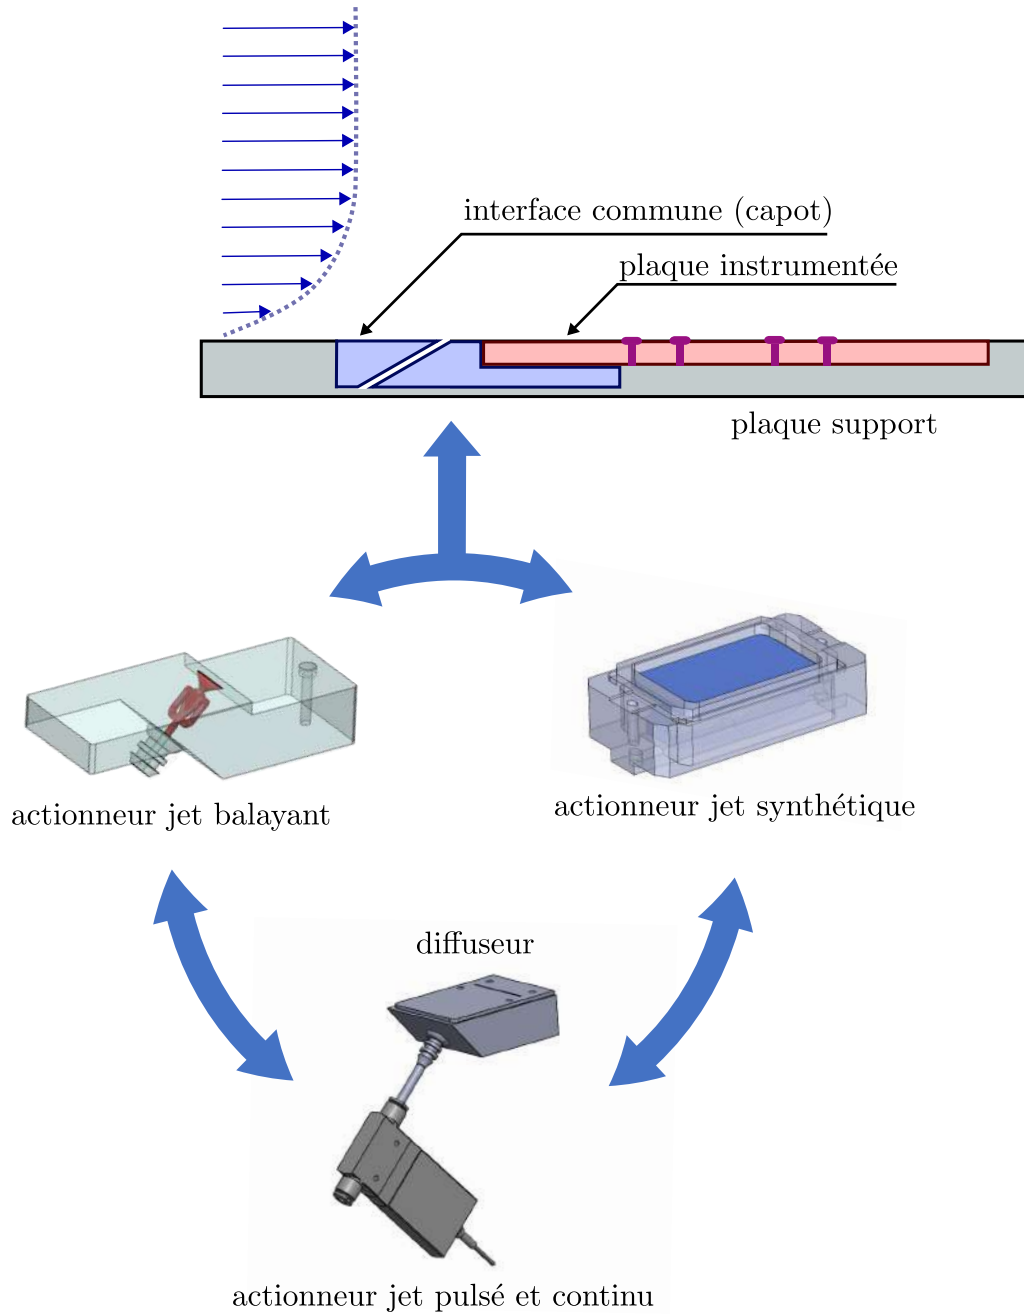 interface commune (capot)
plaque instrumentée
plaque support
actionneur jet balayant
actionneur jet synthétique
diffuseur
actionneur jet pulsé et continu